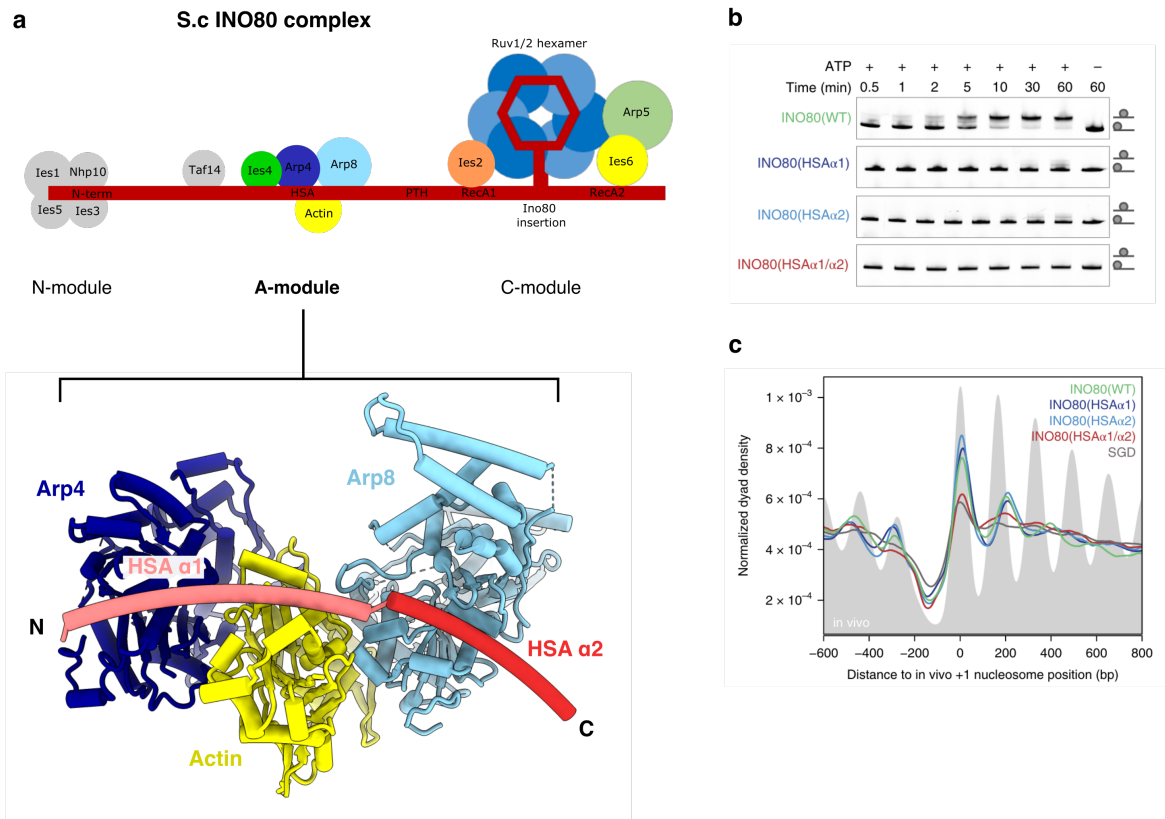 a
S.c INO80 complex
Ruv1/2 hexamer
Arp5
Ies1 Nhp10
Taf14
Ies4 Arp4 Arp8
Ies2
Ies6
N-term HSA PTH RecA1 RecA2
Ies5 Ies3
Actin
Ino80
insertion
N-module A-module C-module
Arp4
Arp8
HSA α1
N
HSA α2
C
Actin
b
ATP + + + + + + + −
Time (min) 0.5 1 2 5 10 30 60 60
INO80(WT)
INO80(HSAα1)
INO80(HSAα2)
INO80(HSAα1/α2)
c
Normalized dyad density
1 × 10⁻³
8 × 10⁻⁴
6 × 10⁻⁴
4 × 10⁻⁴
2 × 10⁻⁴
INO80(WT)
INO80(HSAα1)
INO80(HSAα2)
INO80(HSAα1/α2)
SGD
in vivo
−600 −400 −200 0 200 400 600 800
Distance to in vivo +1 nucleosome position (bp)